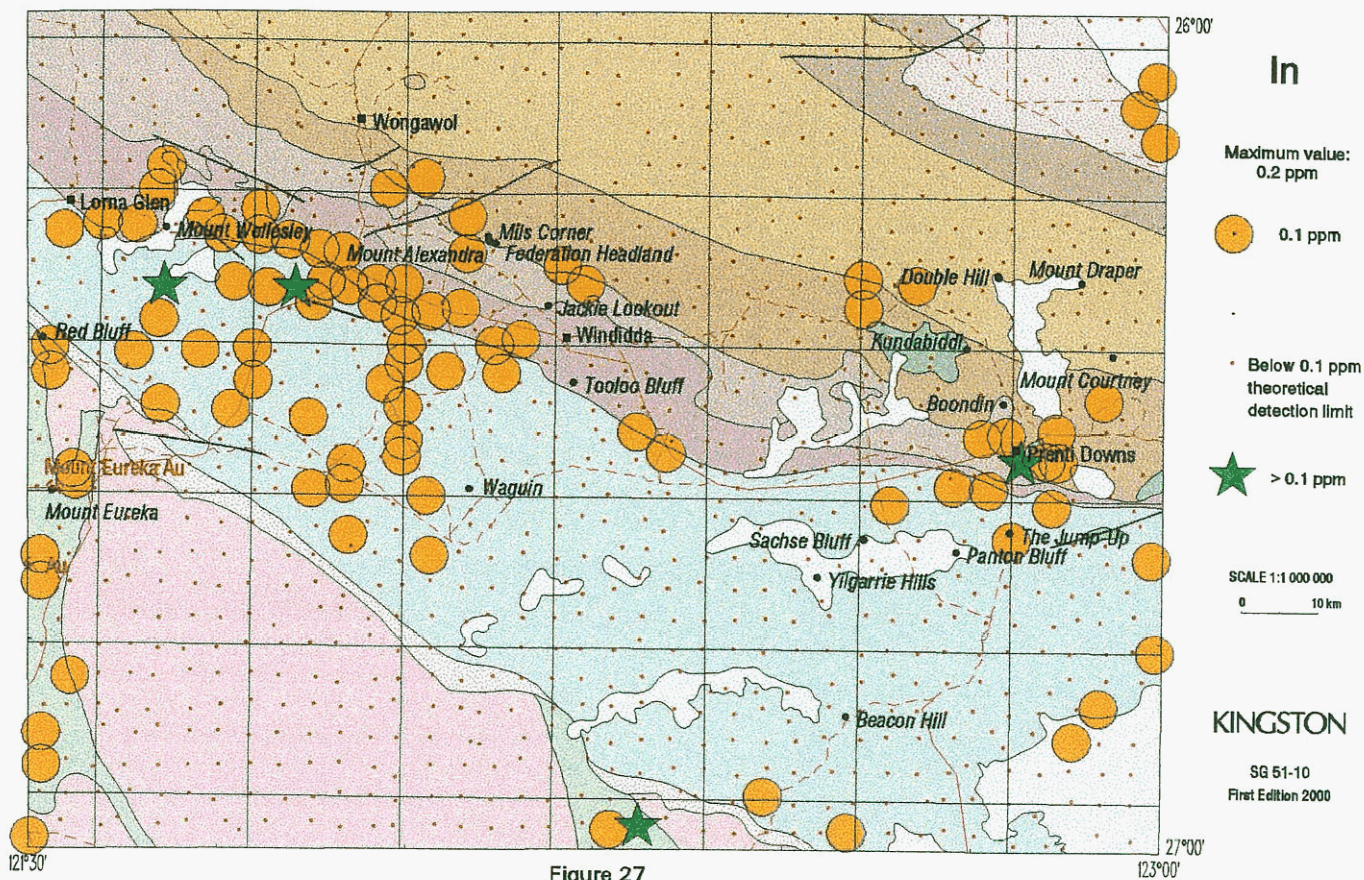 26°00'
In
Maximum value:
0.2 ppm
0.1 ppm
Below 0.1 ppm
theoretical
detection limit
> 0.1 ppm
SCALE 1:1 000 000
0 10 km
KINGSTON
SG 51-10
First Edition 2000
Wongawol
Lorna Glen
Mount Wellesley
Mils Corner
Mount Alexandra
Federation Headland
Double Hill
Mount Draper
Jackie Lookout
Red Bluff
Windidda
Kundabiddi
Tooloo Bluff
Mount Courtney
Boondin
Prenti Downs
Mount Eureka Au
Waguin
Mount Eureka
Sachse Bluff
The Jump-Up
Panton Bluff
Au
Yilgarrie Hills
Beacon Hill
27°00'
121°30'
123°00'
Figure 27